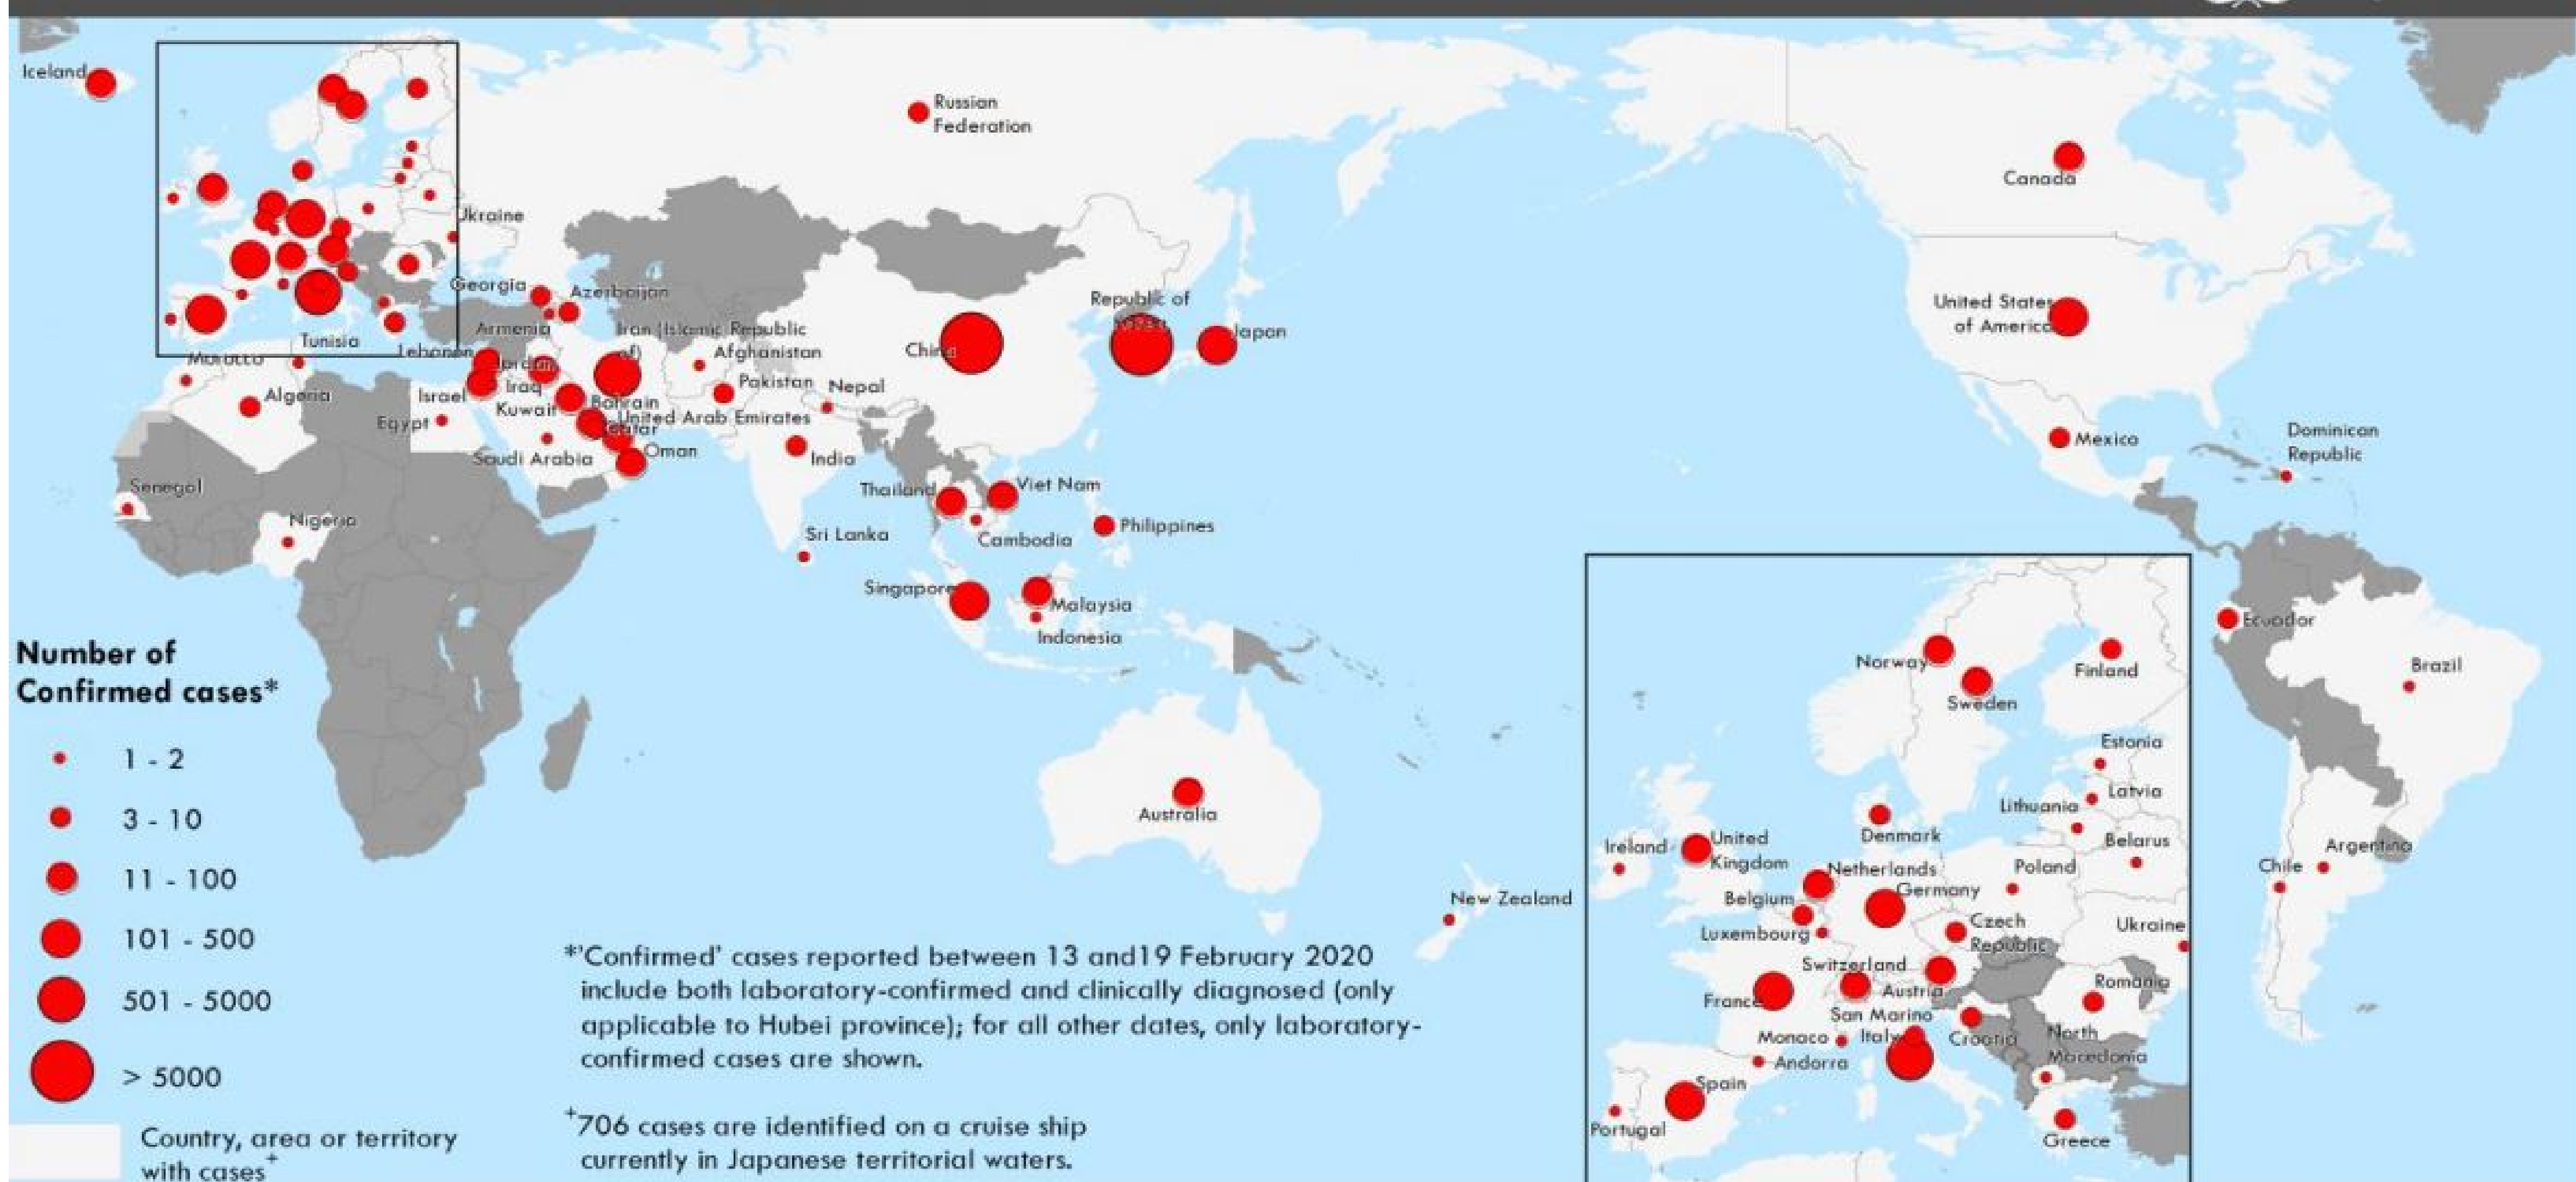 Iceland
Russian
Federation
Canada
Ukraine
Georgia
Azerbaijan
Armenia
Iran (Islamic Republic
of)
Republic of
China
Japan
United States
of America
Tunisia
Lebanon
Morocco
Jordan
Afghanistan
Iraq
Pakistan
Nepal
Algeria
Israel
Kuwait
Bahrain
Egypt
United Arab Emirates
Qatar
Saudi Arabia
Oman
India
Mexico
Dominican
Republic
Senegal
Nigeria
Thailand
Viet Nam
Philippines
Cambodia
Sri Lanka
Singapore
Malaysia
Indonesia
Ecuador
Brazil
Australia
Argentina
Chile
New Zealand
Number of
Confirmed cases*
1 - 2
3 - 10
11 - 100
101 - 500
501 - 5000
> 5000
Country, area or territory
with cases+
*'Confirmed' cases reported between 13 and19 February 2020
include both laboratory-confirmed and clinically diagnosed (only
applicable to Hubei province); for all other dates, only laboratory-
confirmed cases are shown.
+706 cases are identified on a cruise ship
currently in Japanese territorial waters.
Norway
Finland
Sweden
Estonia
Latvia
Lithuania
Denmark
Belarus
Ireland
United
Kingdom
Netherlands
Poland
Germany
Belgium
Czech
Republic
Ukraine
Luxembourg
Switzerland
Austria
Romania
France
San Marino
Monaco
Italy
Croatia
North
Macedonia
Andorra
Spain
Portugal
Greece